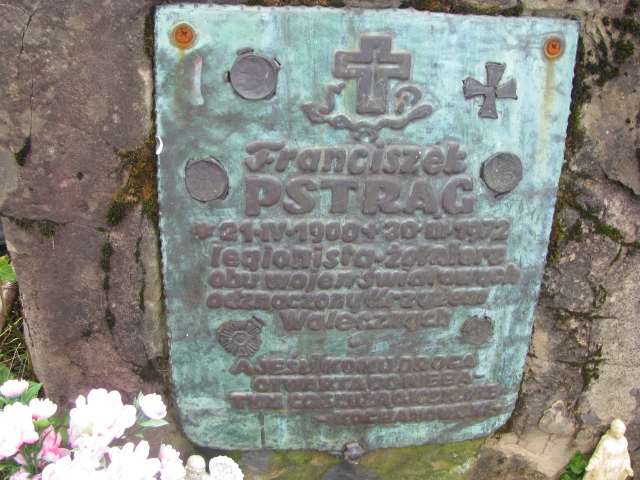 Ś P
Franciszek
PSTRĄG
* 21·IV·1900 + 30·III·1972
legionista-żołnierz
obu wojen światowych
odznaczony Krzyżem
Walecznych
A JEŚLI KOMU DROGA
OTWARTA DO NIEBA
TYM CO SŁUŻĄ OJCZYŹNIE